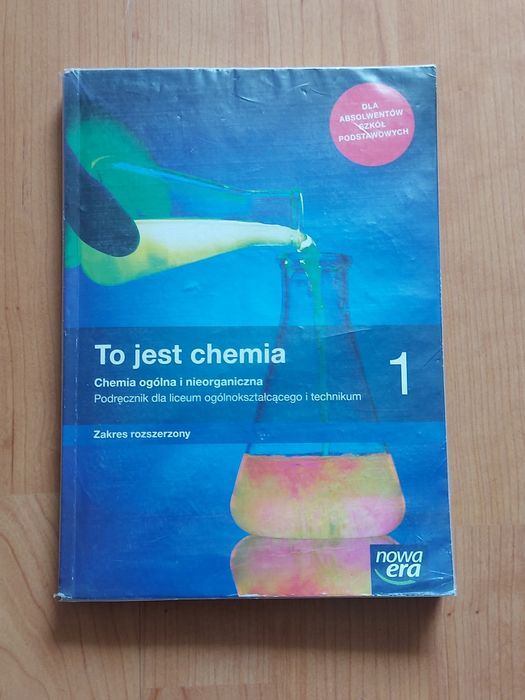 DLA
ABSOLWENTÓW
SZKÓŁ
PODSTAWOWYCH
To jest chemia
1
Chemia ogólna i nieorganiczna
Podręcznik dla liceum ogólnokształcącego i technikum
Zakres rozszerzony
nowa
era